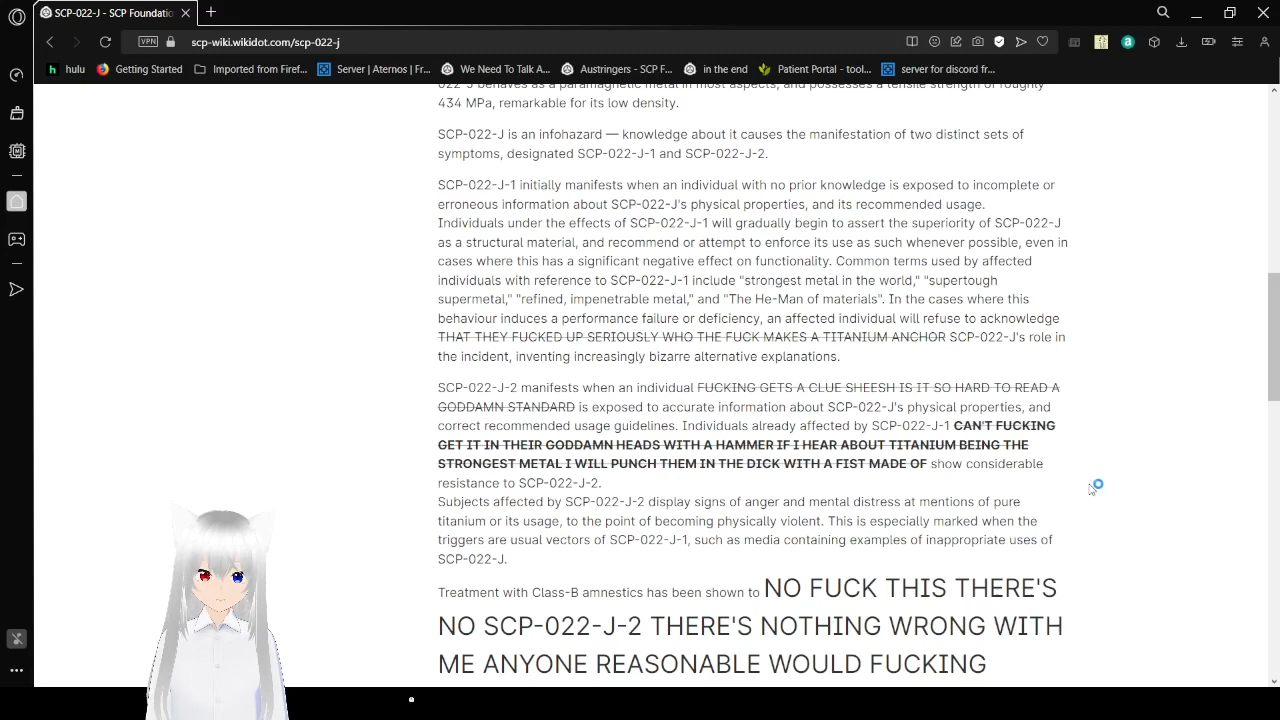 SCP-022-J - SCP Foundatio
scp-wiki.wikidot.com/scp-022-j
VPN
hulu
Getting Started
Imported from Firef...
Server | Aternos | Fr...
We Need To Talk A...
Austringers - SCP F...
in the end
Patient Portal - tool...
server for discord fra...
022-J behaves as a paramagnetic metal in most aspects, and possesses a tensile strength of roughly
434 MPa, remarkable for its low density.
SCP-022-J is an infohazard — knowledge about it causes the manifestation of two distinct sets of
symptoms, designated SCP-022-J-1 and SCP-022-J-2.
SCP-022-J-1 initially manifests when an individual with no prior knowledge is exposed to incomplete or
erroneous information about SCP-022-J's physical properties, and its recommended usage.
Individuals under the effects of SCP-022-J-1 will gradually begin to assert the superiority of SCP-022-J
as a structural material, and recommend or attempt to enforce its use as such whenever possible, even in
cases where this has a significant negative effect on functionality. Common terms used by affected
individuals with reference to SCP-022-J-1 include "strongest metal in the world," "supertough
supermetal," "refined, impenetrable metal," and "The He-Man of materials". In the cases where this
behaviour induces a performance failure or deficiency, an affected individual will refuse to acknowledge
THAT THEY FUCKED UP SERIOUSLY WHO THE FUCK MAKES A TITANIUM ANCHOR SCP-022-J's role in
the incident, inventing increasingly bizarre alternative explanations.
SCP-022-J-2 manifests when an individual FUCKING GETS A CLUE SHEESH IS IT SO HARD TO READ A
GODDAMN STANDARD is exposed to accurate information about SCP-022-J's physical properties, and
correct recommended usage guidelines. Individuals already affected by SCP-022-J-1 CAN'T FUCKING
GET IT IN THEIR GODDAMN HEADS WITH A HAMMER IF I HEAR ABOUT TITANIUM BEING THE
STRONGEST METAL I WILL PUNCH THEM IN THE DICK WITH A FIST MADE OF show considerable
resistance to SCP-022-J-2.
Subjects affected by SCP-022-J-2 display signs of anger and mental distress at mentions of pure
titanium or its usage, to the point of becoming physically violent. This is especially marked when the
triggers are usual vectors of SCP-022-J-1, such as media containing examples of inappropriate uses of
SCP-022-J.
Treatment with Class-B amnestics has been shown to NO FUCK THIS THERE'S
NO SCP-022-J-2 THERE'S NOTHING WRONG WITH
ME ANYONE REASONABLE WOULD FUCKING